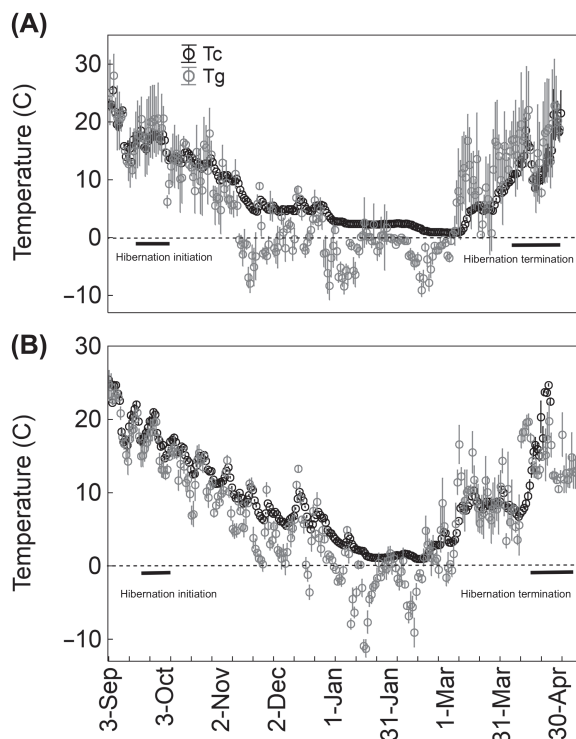 (A)
Temperature (C)
30
20
10
0
−10
Tc
Tg
Hibernation initiation
Hibernation termination
(B)
Temperature (C)
30
20
10
0
−10
Hibernation initiation
Hibernation termination
3-Sep
3-Oct
2-Nov
2-Dec
1-Jan
31-Jan
1-Mar
31-Mar
30-Apr